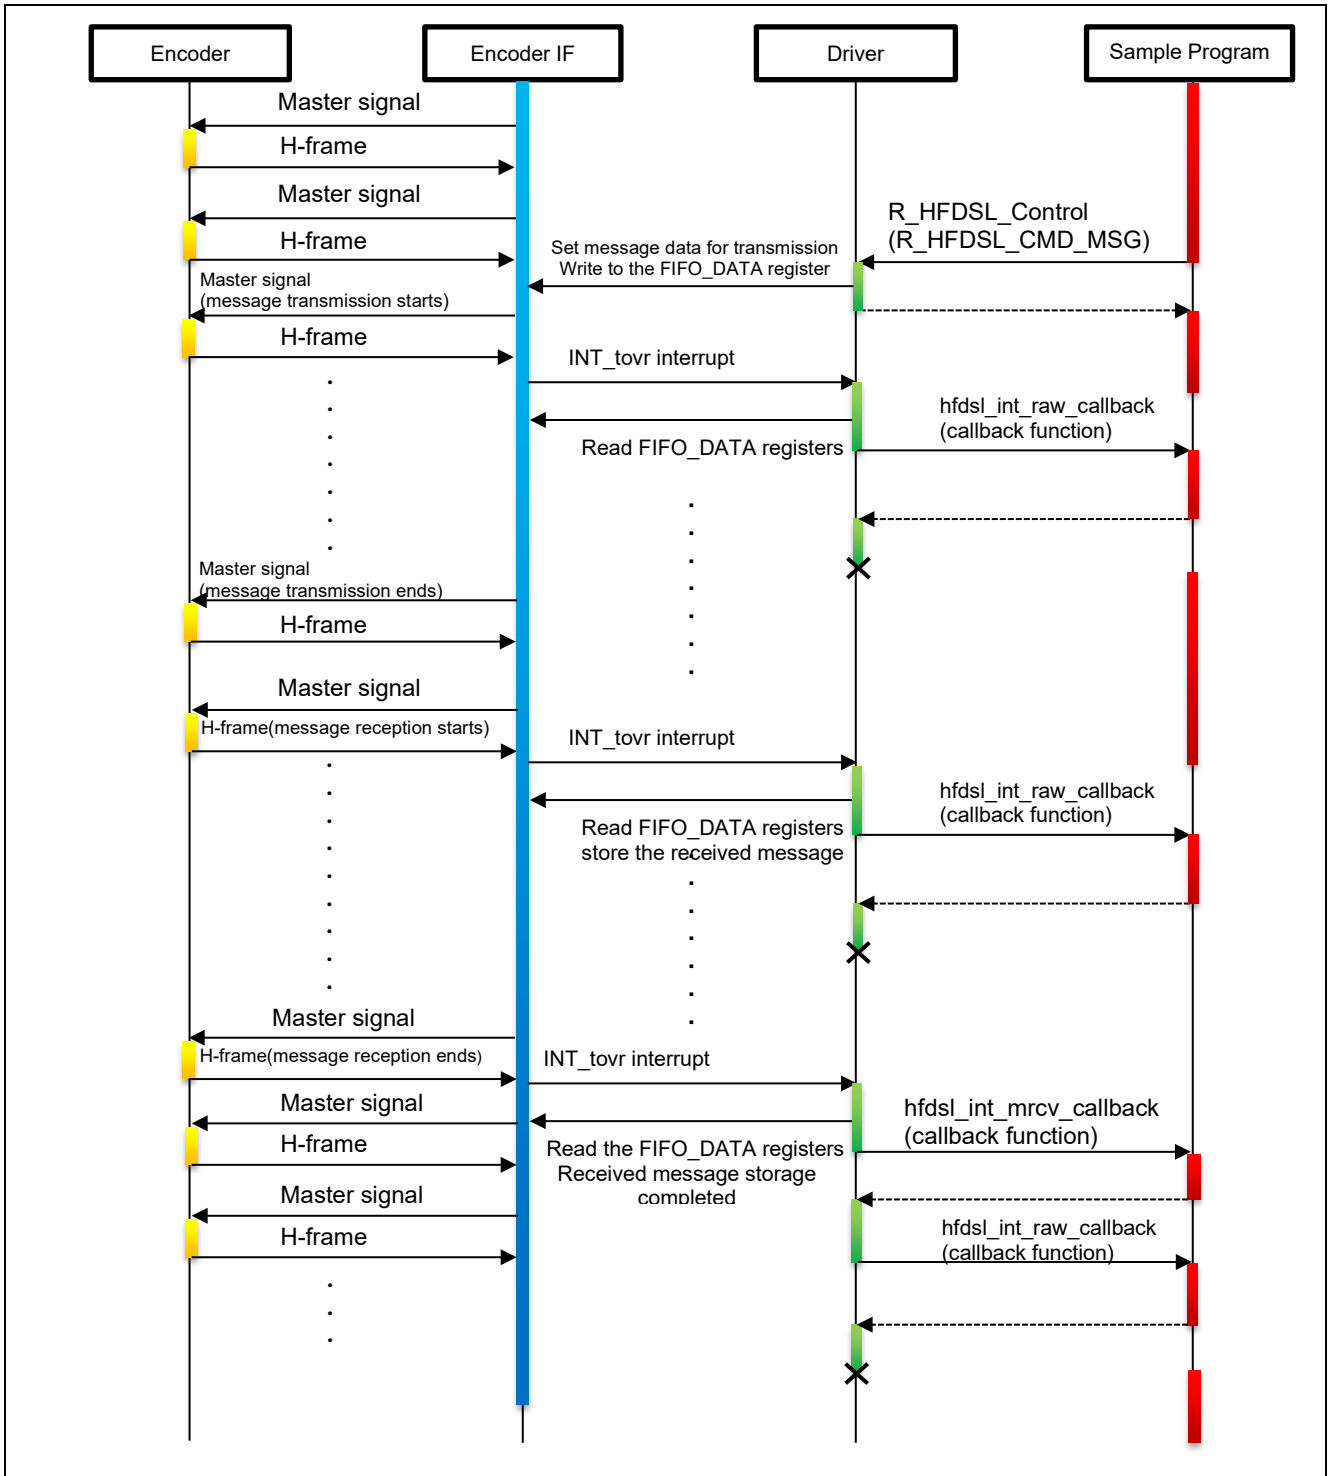 Encoder
Encoder IF
Driver
Sample Program
Master signal
H-frame
Master signal
R_HFDSL_Control
(R_HFDSL_CMD_MSG)
H-frame
Set message data for transmission
Write to the FIFO_DATA register
Master signal
(message transmission starts)
H-frame
INT_tovr interrupt
hfdsl_int_raw_callback
(callback function)
Read FIFO_DATA registers
Master signal
(message transmission ends)
H-frame
Master signal
H-frame(message reception starts)
INT_tovr interrupt
hfdsl_int_raw_callback
(callback function)
Read FIFO_DATA registers
store the received message
Master signal
H-frame(message reception ends)
INT_tovr interrupt
Master signal
hfdsl_int_mrcv_callback
(callback function)
H-frame
Read the FIFO_DATA registers
Received message storage
completed
Master signal
H-frame
hfdsl_int_raw_callback
(callback function)